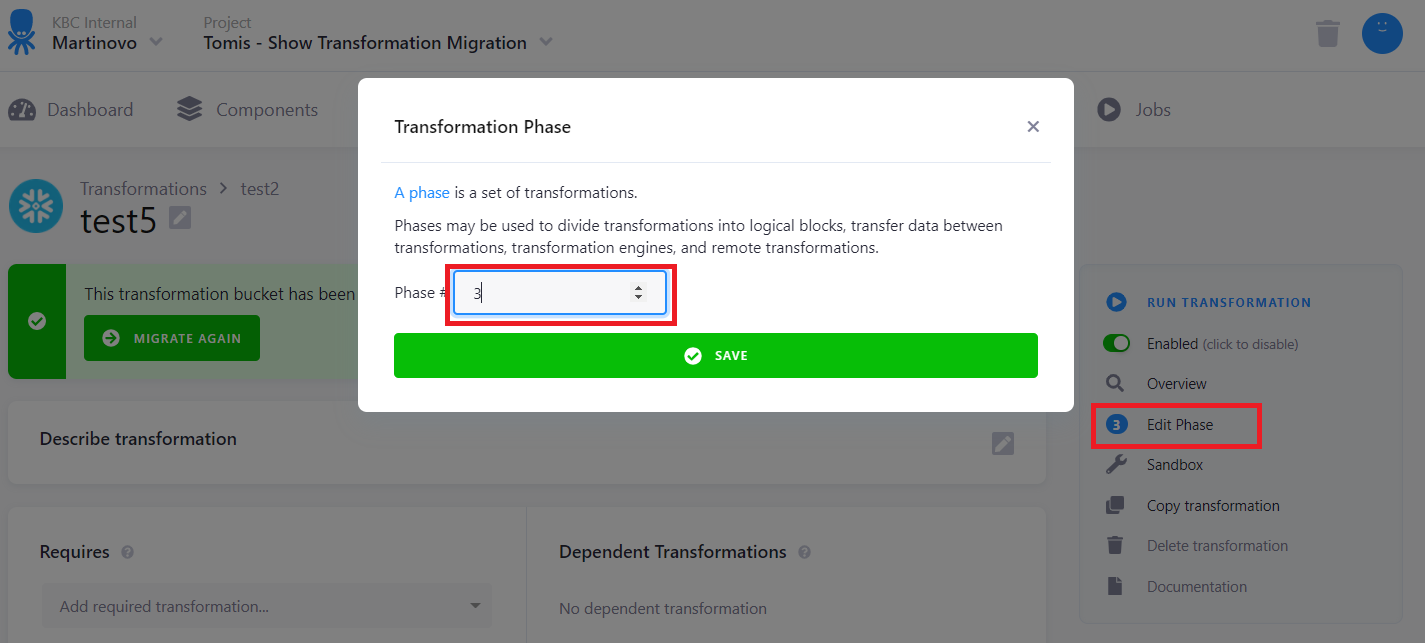 KBC Internal
Martinovo
Project
Tomis - Show Transformation Migration
Dashboard
Components
Jobs
Transformations > test2
test5
This transformation bucket has been
MIGRATE AGAIN
Describe transformation
Requires ?
Add required transformation...
Dependent Transformations ?
No dependent transformation
Transformation Phase
A phase is a set of transformations.
Phases may be used to divide transformations into logical blocks, transfer data between
transformations, transformation engines, and remote transformations.
Phase # 3
SAVE
RUN TRANSFORMATION
Enabled (click to disable)
Overview
3 Edit Phase
Sandbox
Copy transformation
Delete transformation
Documentation